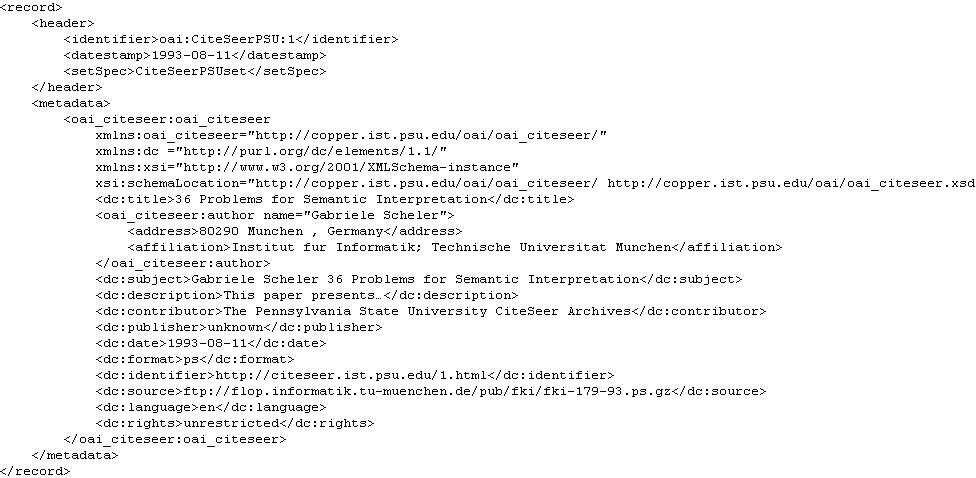 <record>
    <header>
        <identifier>oai:CiteSeerPSU:1</identifier>
        <datestamp>1993-08-11</datestamp>
        <setSpec>CiteSeerPSUset</setSpec>
    </header>
    <metadata>
        <oai_citeseer:oai_citeseer
            xmlns:oai_citeseer="http://copper.ist.psu.edu/oai/oai_citeseer/"
            xmlns:dc ="http://purl.org/dc/elements/1.1/"
            xmlns:xsi="http://www.w3.org/2001/XMLSchema-instance"
            xsi:schemaLocation="http://copper.ist.psu.edu/oai/oai_citeseer/ http://copper.ist.psu.edu/oai/oai_citeseer.xsd
            <dc:title>36 Problems for Semantic Interpretation</dc:title>
            <oai_citeseer:author name="Gabriele Scheler">
                <address>80290 Munchen , Germany</address>
                <affiliation>Institut fur Informatik; Technische Universitat Munchen</affiliation>
            </oai_citeseer:author>
            <dc:subject>Gabriele Scheler 36 Problems for Semantic Interpretation</dc:subject>
            <dc:description>This paper presents…</dc:description>
            <dc:contributor>The Pennsylvania State University CiteSeer Archives</dc:contributor>
            <dc:publisher>unknown</dc:publisher>
            <dc:date>1993-08-11</dc:date>
            <dc:format>ps</dc:format>
            <dc:identifier>http://citeseer.ist.psu.edu/1.html</dc:identifier>
            <dc:source>ftp://flop.informatik.tu-muenchen.de/pub/fki/fki-179-93.ps.gz</dc:source>
            <dc:language>en</dc:language>
            <dc:rights>unrestricted</dc:rights>
        </oai_citeseer:oai_citeseer>
    </metadata>
</record>